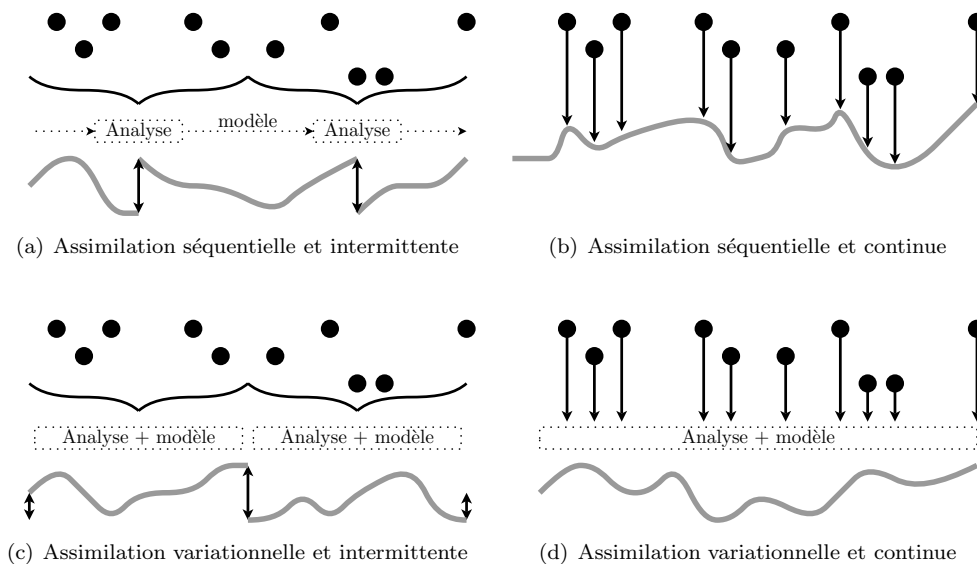 Analyse
modèle
Analyse
(a) Assimilation séquentielle et intermittente
(b) Assimilation séquentielle et continue
Analyse + modèle
Analyse + modèle
Analyse + modèle
(c) Assimilation variationnelle et intermittente
(d) Assimilation variationnelle et continue